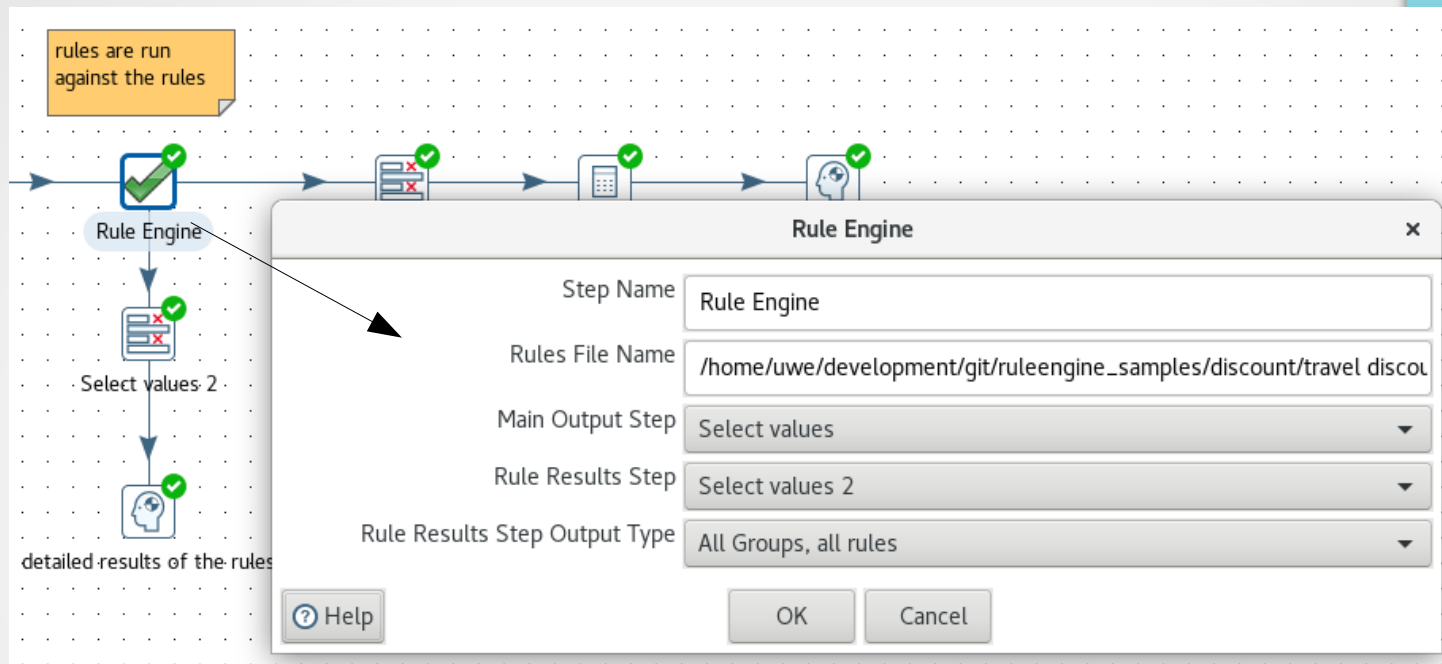 rules are run
against the rules
Rule Engine
Select values 2
detailed results of the rules
Rule Engine
Step Name
Rule Engine
Rules File Name
/home/uwe/development/git/ruleengine_samples/discount/travel discou
Main Output Step
Select values
Rule Results Step
Select values 2
Rule Results Step Output Type
All Groups, all rules
Help
OK
Cancel